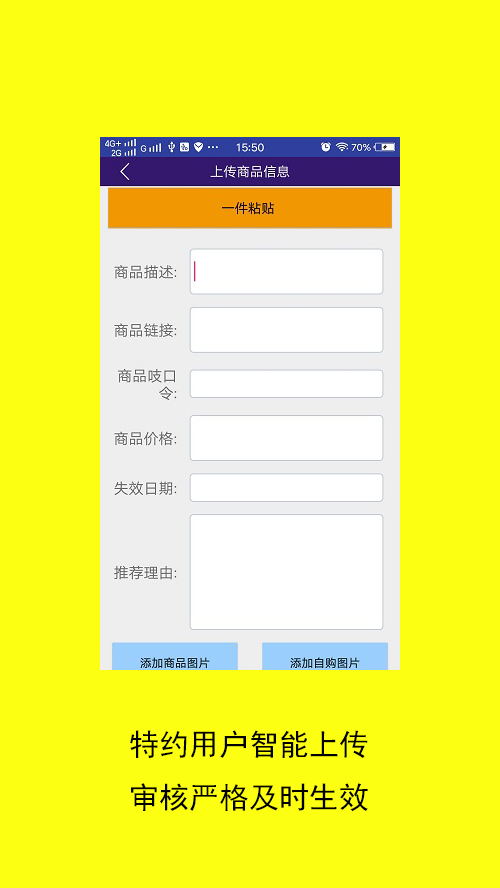 4G+ 2G G 15:50 70%
上传商品信息
一件粘贴
商品描述:
商品链接:
商品吱口
令:
商品价格:
失效日期:
推荐理由:
添加商品图片 添加自购图片
特约用户智能上传
审核严格及时生效